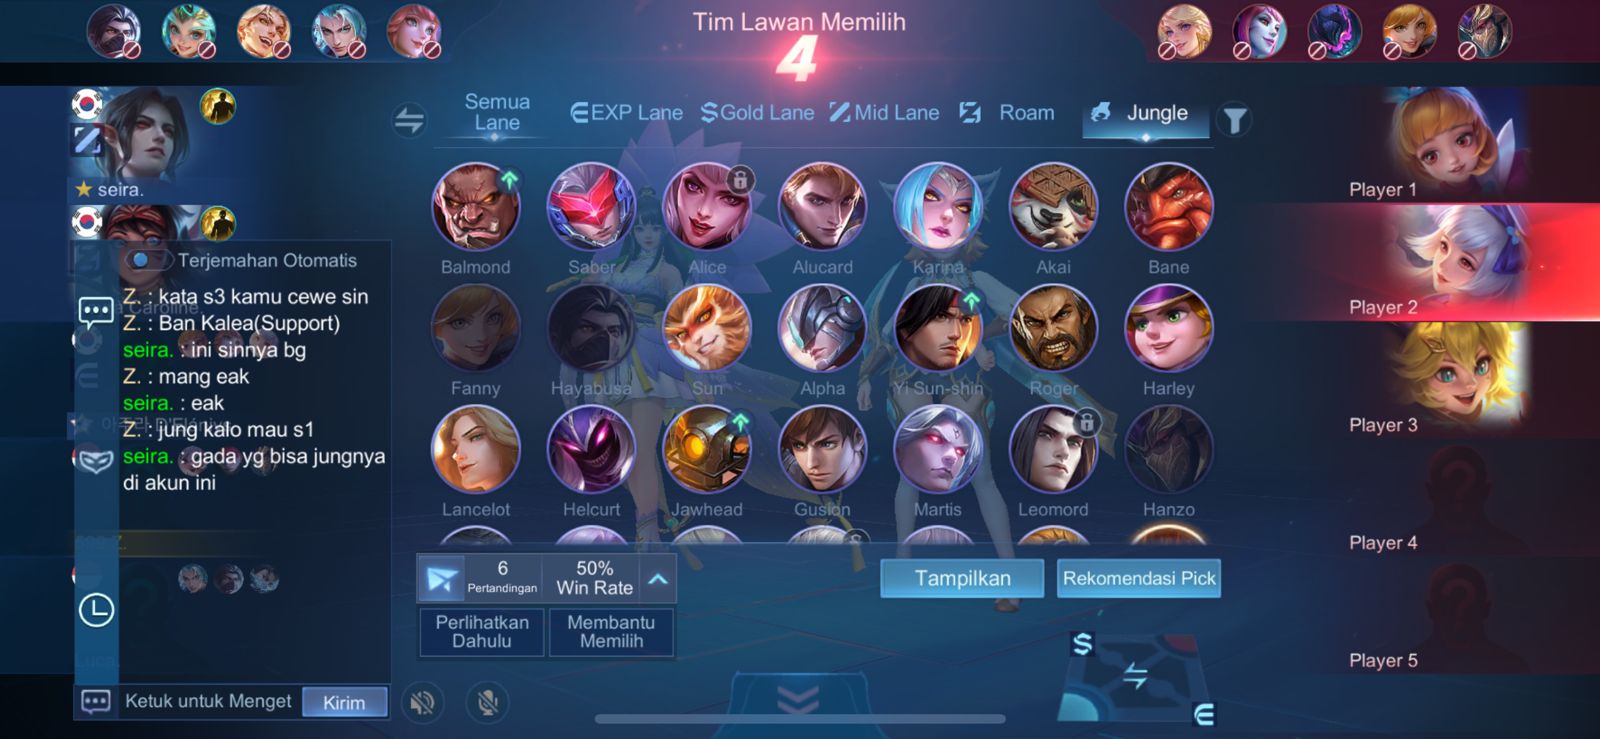 Tim Lawan Memilih
4
Semua Lane
EXP Lane
Gold Lane
Mid Lane
Roam
Jungle
seira.
Terjemahan Otomatis
Z. : kata s3 kamu cewe sin
Z. : Ban Kalea(Support)
seira. : ini sinnya bg
Z. : mang eak
seira. : eak
Z. : jung kalo mau s1
seira. : gada yg bisa jungnya
di akun ini
Caroline.
Luca.
Ketuk untuk Menget
Kirim
Balmond
Saber
Alice
Alucard
Karina
Akai
Bane
Fanny
Hayabusa
Sun
Alpha
Yi Sun-shin
Roger
Harley
Lancelot
Helcurt
Jawhead
Gusion
Martis
Leomord
Hanzo
6
Pertandingan
50%
Win Rate
Perlihatkan
Dahulu
Membantu
Memilih
Tampilkan
Rekomendasi Pick
Player 1
Player 2
Player 3
Player 4
Player 5